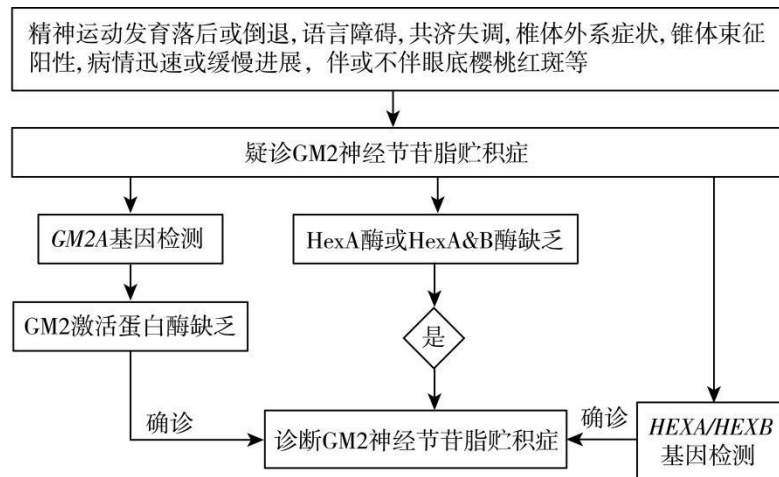 精神运动发育落后或倒退,语言障碍,共济失调,椎体外系症状,锥体束征
阳性,病情迅速或缓慢进展，伴或不伴眼底樱桃红斑等
疑诊GM2神经节苷脂贮积症
GM2A基因检测
HexA酶或HexA&B酶缺乏
GM2激活蛋白酶缺乏
是
确诊
诊断GM2神经节苷脂贮积症
确诊
HEXA/HEXB
基因检测